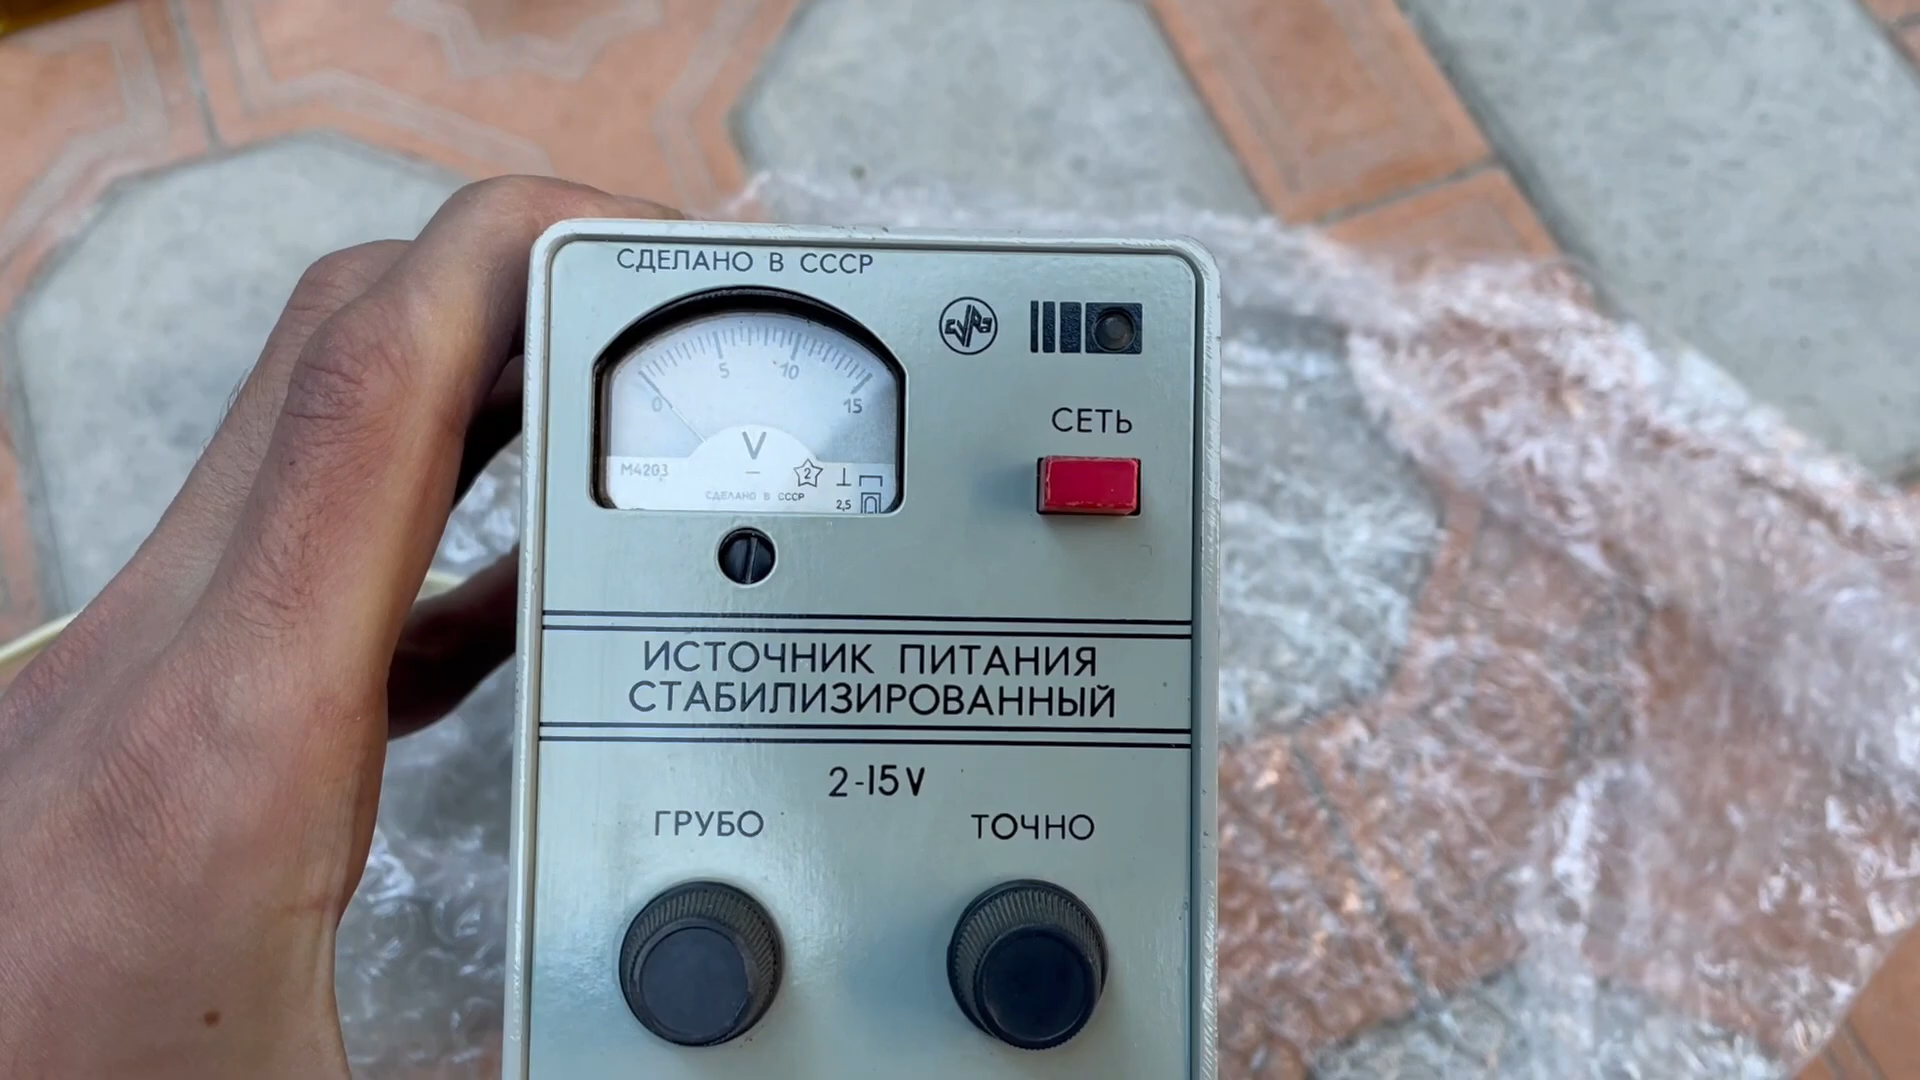 СДЕЛАНО В СССР
0 5 10 15
V
М4203
2
СДЕЛАНО В СССР
2,5
СЕТЬ
ИСТОЧНИК ПИТАНИЯ
СТАБИЛИЗИРОВАННЫЙ
2-15V
ГРУБО ТОЧНО